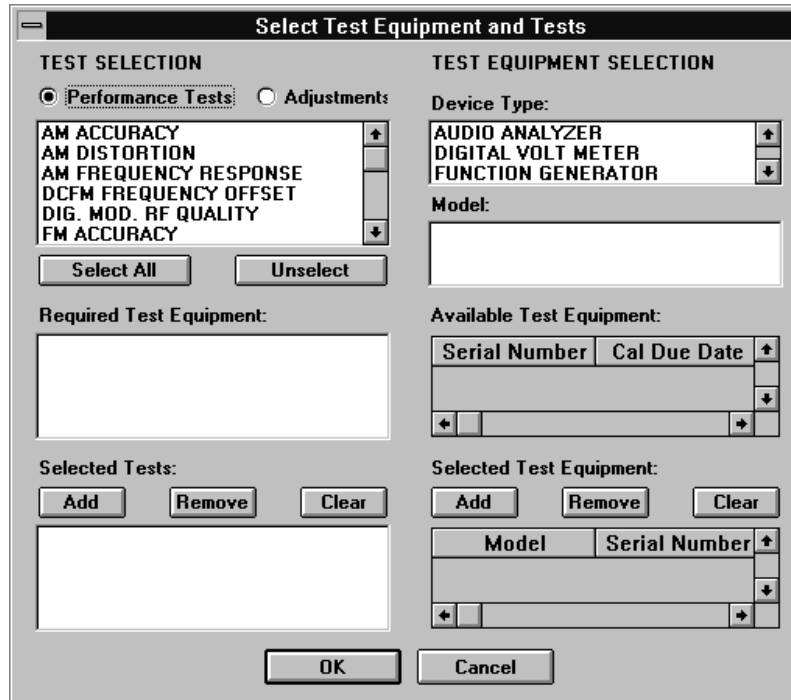 Select Test Equipment and Tests
TEST SELECTION
Performance Tests
Adjustments
AM ACCURACY
AM DISTORTION
AM FREQUENCY RESPONSE
DCFM FREQUENCY OFFSET
DIG. MOD. RF QUALITY
FM ACCURACY
Select All
Unselect
Required Test Equipment:
Selected Tests:
Add
Remove
Clear
TEST EQUIPMENT SELECTION
Device Type:
AUDIO ANALYZER
DIGITAL VOLT METER
FUNCTION GENERATOR
Model:
Available Test Equipment:
Serial Number
Cal Due Date
Selected Test Equipment:
Add
Remove
Clear
Model
Serial Number
OK
Cancel